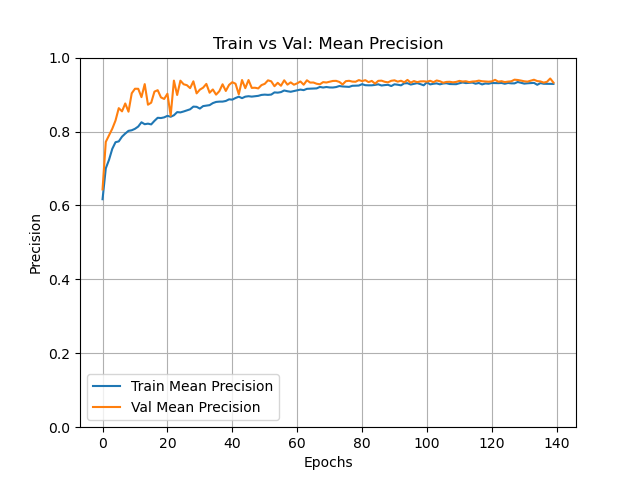 Train vs Val: Mean Precision
1.0
0.8
0.6
0.4
0.2
0.0
Precision
Train Mean Precision
Val Mean Precision
0 20 40 60 80 100 120 140
Epochs